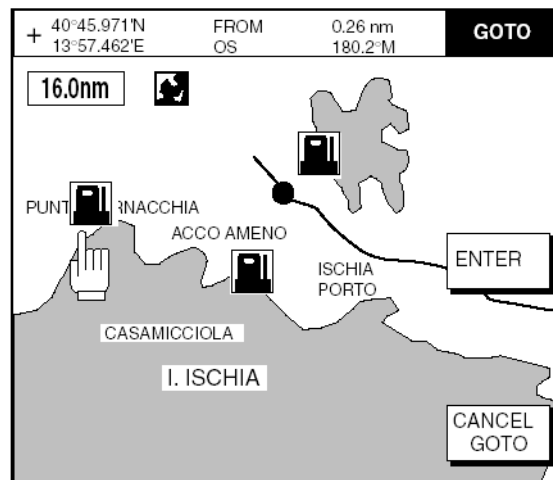 + 40°45.971'N FROM 0.26 nm GOTO
13°57.462'E OS 180.2°M
16.0nm
PUNT RNACCHIA
ACCO AMENO
ISCHIA
PORTO
ENTER
CASAMICCIOLA
I. ISCHIA
CANCEL
GOTO